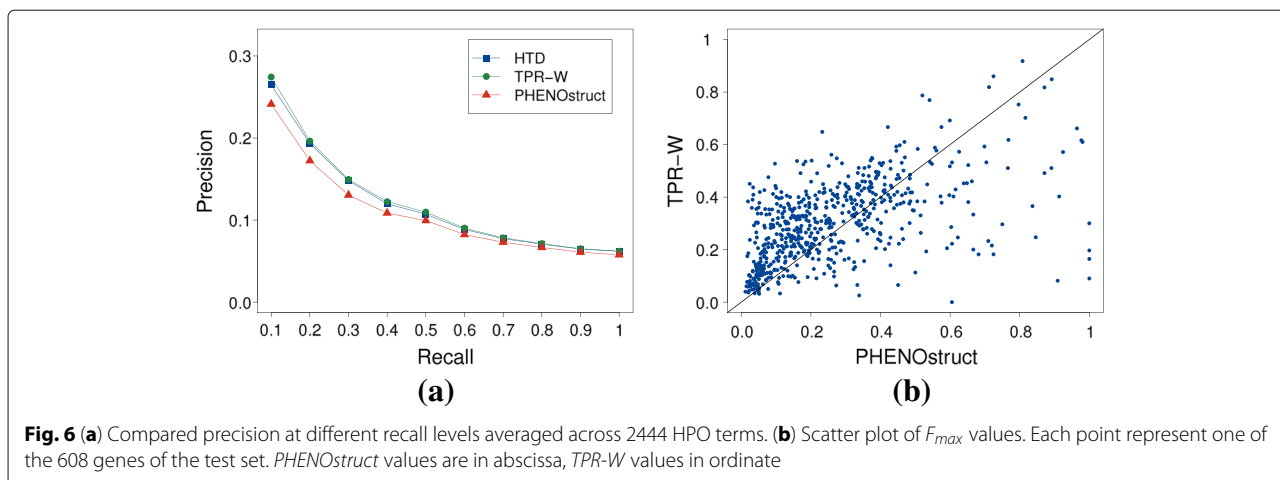 0.3
0.2
0.1
0.0
Precision
HTD
TPR−W
PHENOstruct
0.1 0.2 0.3 0.4 0.5 0.6 0.7 0.8 0.9 1
Recall
(a)
1
0.8
0.6
0.4
0.2
0.0
TPR−W
0.0 0.2 0.4 0.6 0.8 1
PHENOstruct
(b)
Fig. 6 (a) Compared precision at different recall levels averaged across 2444 HPO terms. (b) Scatter plot of Fmax values. Each point represent one of
the 608 genes of the test set. PHENOstruct values are in abscissa, TPR-W values in ordinate